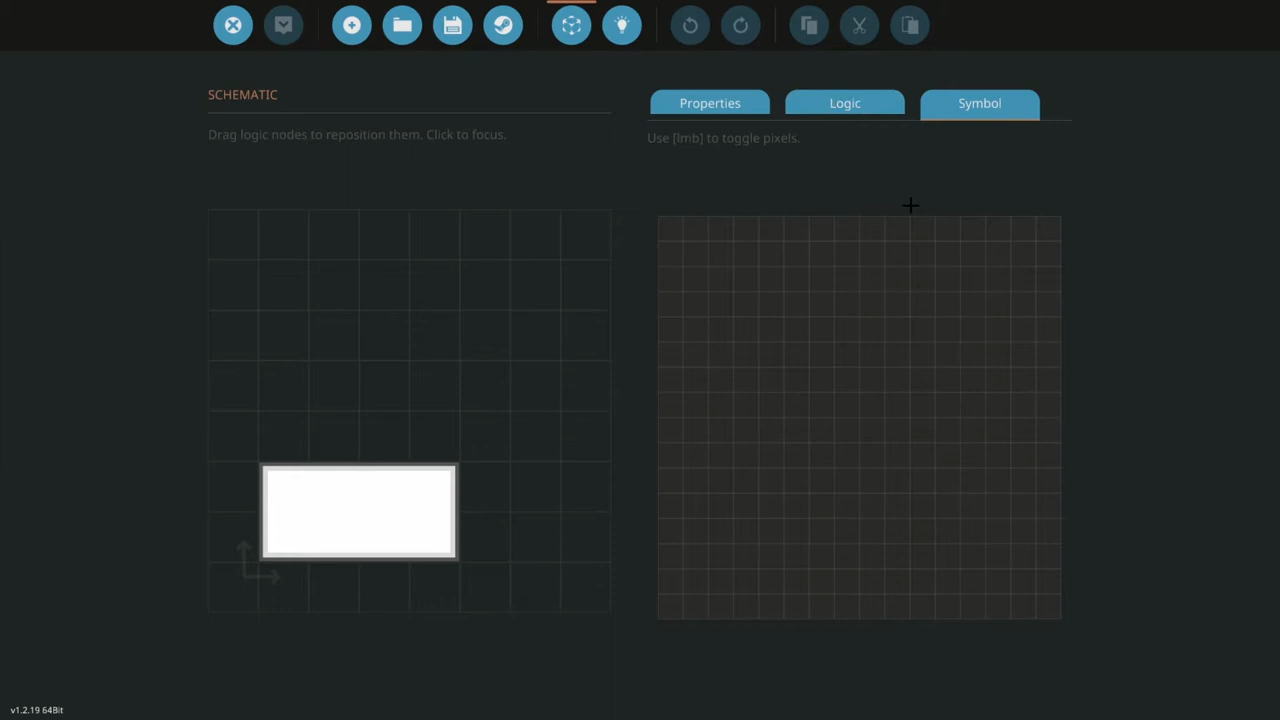 SCHEMATIC
Drag logic nodes to reposition them. Click to focus.
Properties
Logic
Symbol
Use [lmb] to toggle pixels.
v1.2.19 64Bit